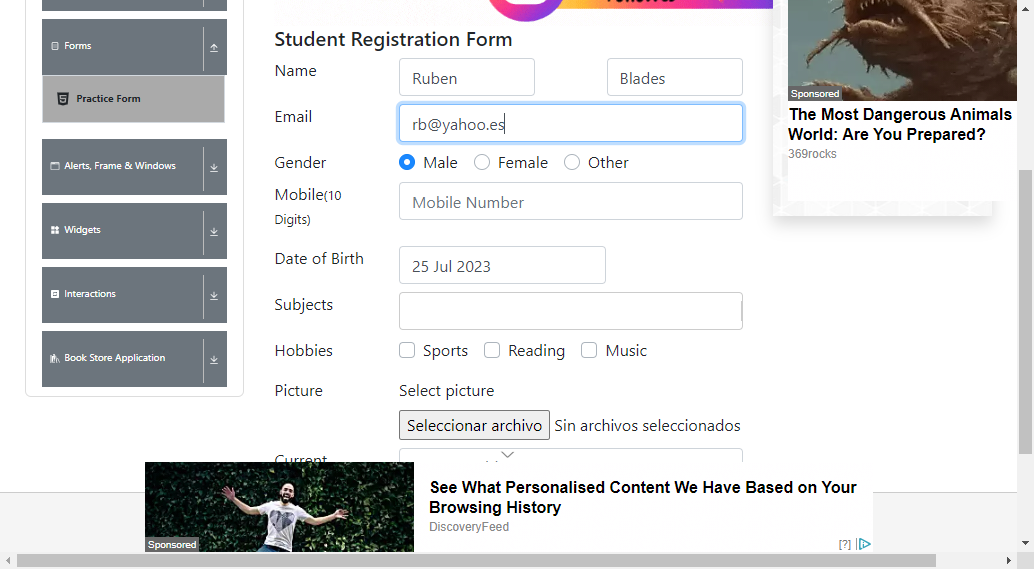 Forms
Practice Form
Alerts, Frame & Windows
Widgets
Interactions
Book Store Application
Student Registration Form
Name
Ruben
Blades
Email
rb@yahoo.es
Gender
Male
Female
Other
Mobile(10
Digits)
Mobile Number
Date of Birth
25 Jul 2023
Subjects
Hobbies
Sports
Reading
Music
Picture
Select picture
Seleccionar archivo
Sin archivos seleccionados
Current
Sponsored
The Most Dangerous Animals
World: Are You Prepared?
369rocks
Sponsored
See What Personalised Content We Have Based on Your
Browsing History
DiscoveryFeed
[?]